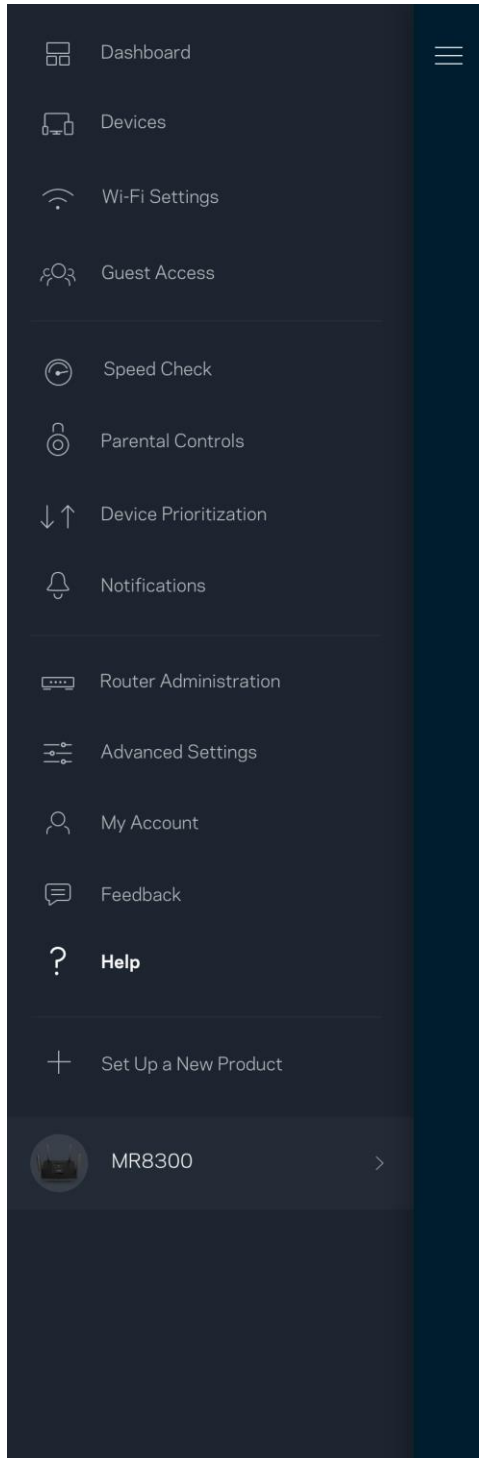 Dashboard
Devices
Wi-Fi Settings
Guest Access
Speed Check
Parental Controls
Device Prioritization
Notifications
Router Administration
Advanced Settings
My Account
Feedback
? Help
Set Up a New Product
MR8300